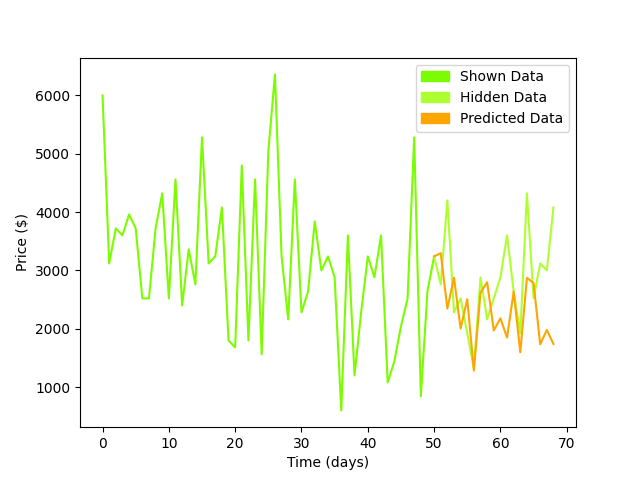 Shown Data
Hidden Data
Predicted Data
6000
5000
4000
3000
2000
1000
Price ($)
0 10 20 30 40 50 60 70
Time (days)